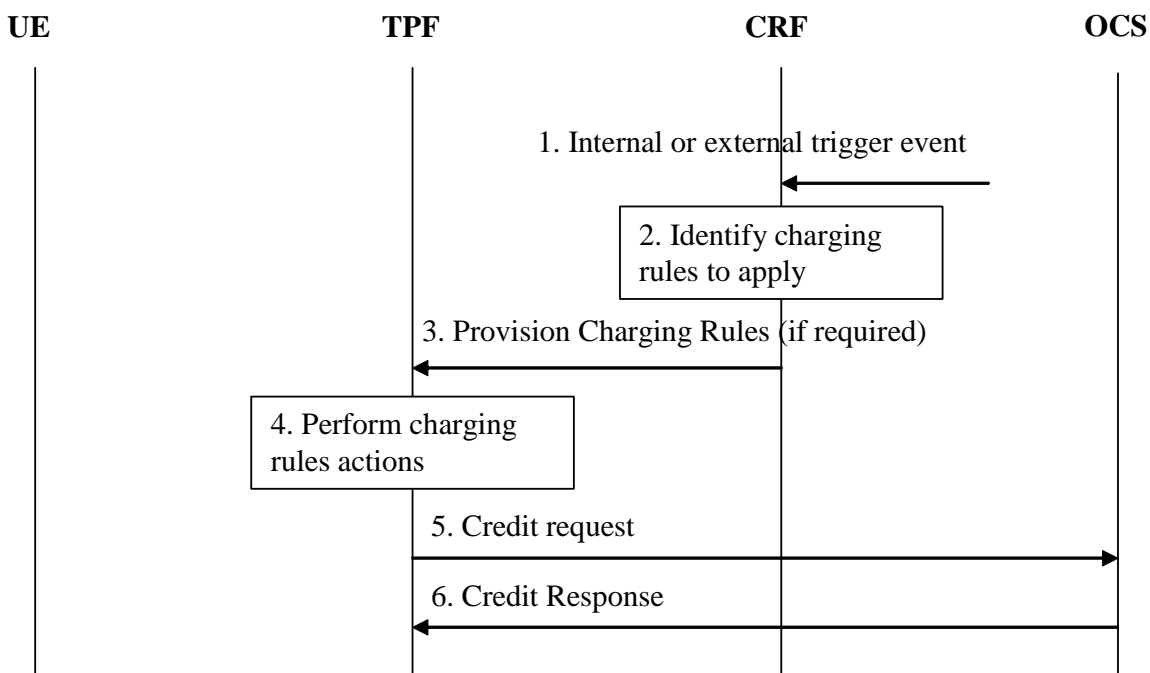 UE TPF CRF OCS
1. Internal or external trigger event
2. Identify charging
rules to apply
3. Provision Charging Rules (if required)
4. Perform charging
rules actions
5. Credit request
6. Credit Response